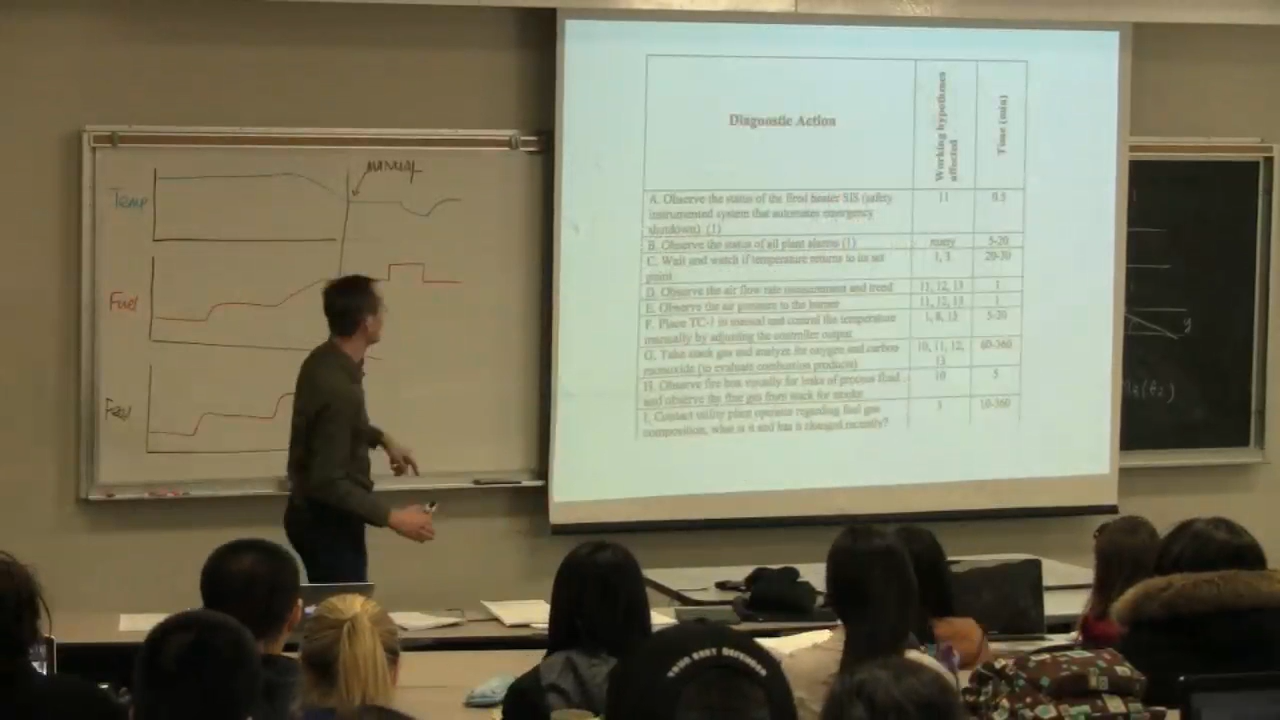 MANUAL
Temp
Fuel
Diagnostic Action
Working hypotheses
affected
Time (min)
A. Observe the status of the fired heater SIS (safety
instrumented system that automates emergency
shutdown) (1)
11
0.5
B. Observe the status of all plant alarms (1)
many
5-20
C. Wait and watch if temperature returns to its set
point
20-30
D. Observe the air flow rate measurement and trend
11, 12, 13
1
E. Observe the air pressure to the burner
11, 12, 13
1
F. Place TC-1 in manual and control the temperature
manually by adjusting the controller output
5-20
G. Take stack gas and analyze for oxygen and carbon
monoxide (to evaluate combustion products)
10, 11, 12,
13
60-360
H. Observe fire box visually for leaks of process fluid
and observe the flue gas from stack for smoke
10
5
I. Contact utility plant operator regarding fuel gas
composition, what is it and has it changed recently?
3
10-360
y